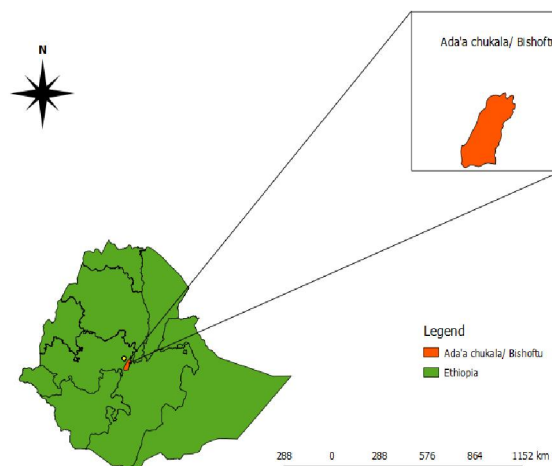 N
Ada'a chukala/ Bishoftu
Legend
Ada'a chukala/ Bishoftu
Ethiopia
288 0 288 576 864 1152 km